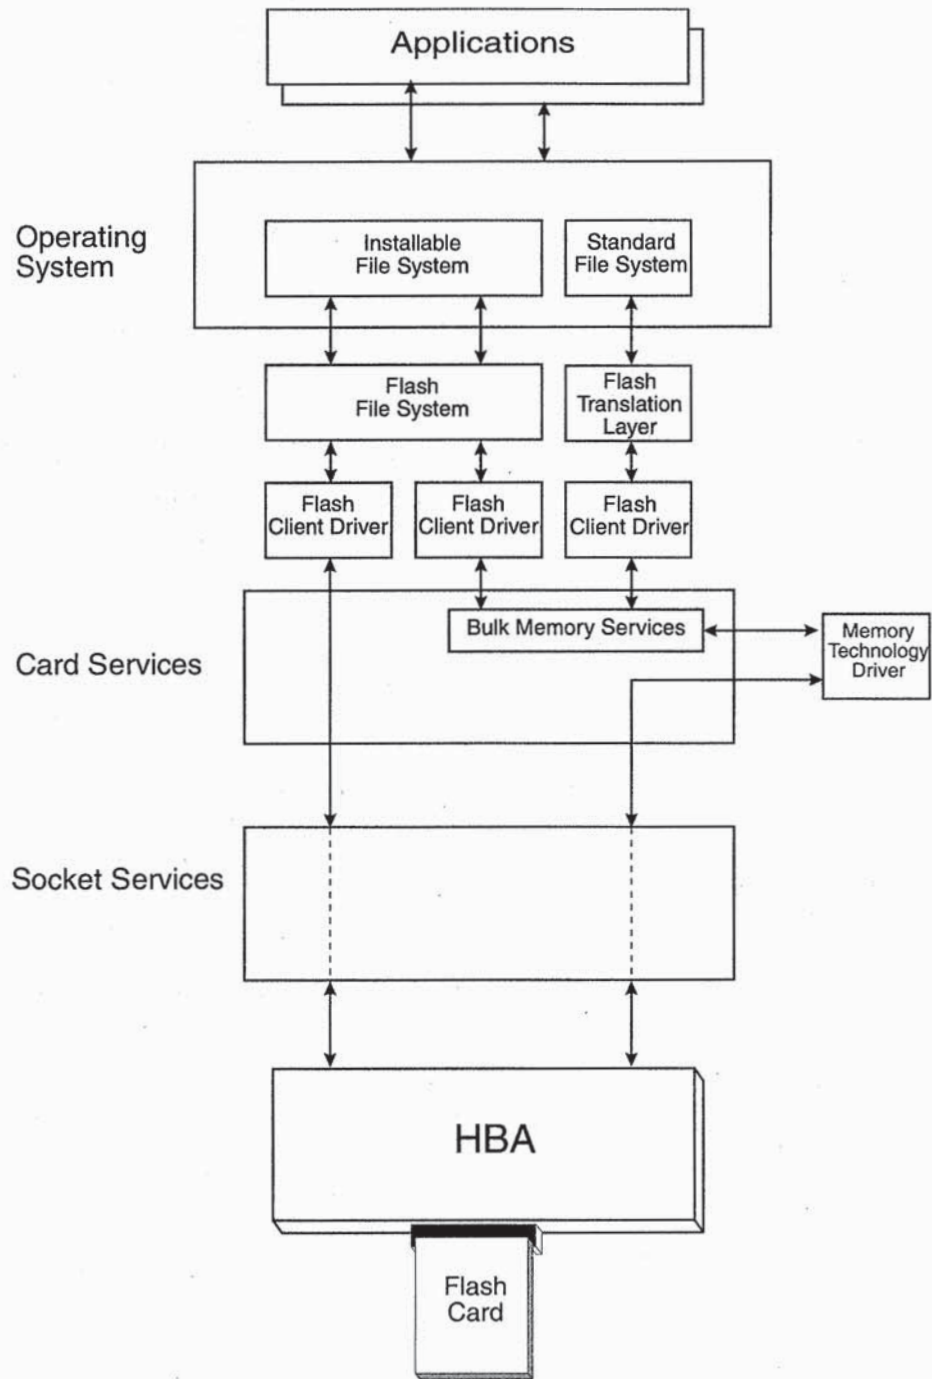 Applications
Operating
System
Installable
File System
Standard
File System
Flash
File System
Flash
Translation
Layer
Flash
Client Driver
Flash
Client Driver
Flash
Client Driver
Bulk Memory Services
Memory
Technology
Driver
Card Services
Socket Services
HBA
Flash
Card